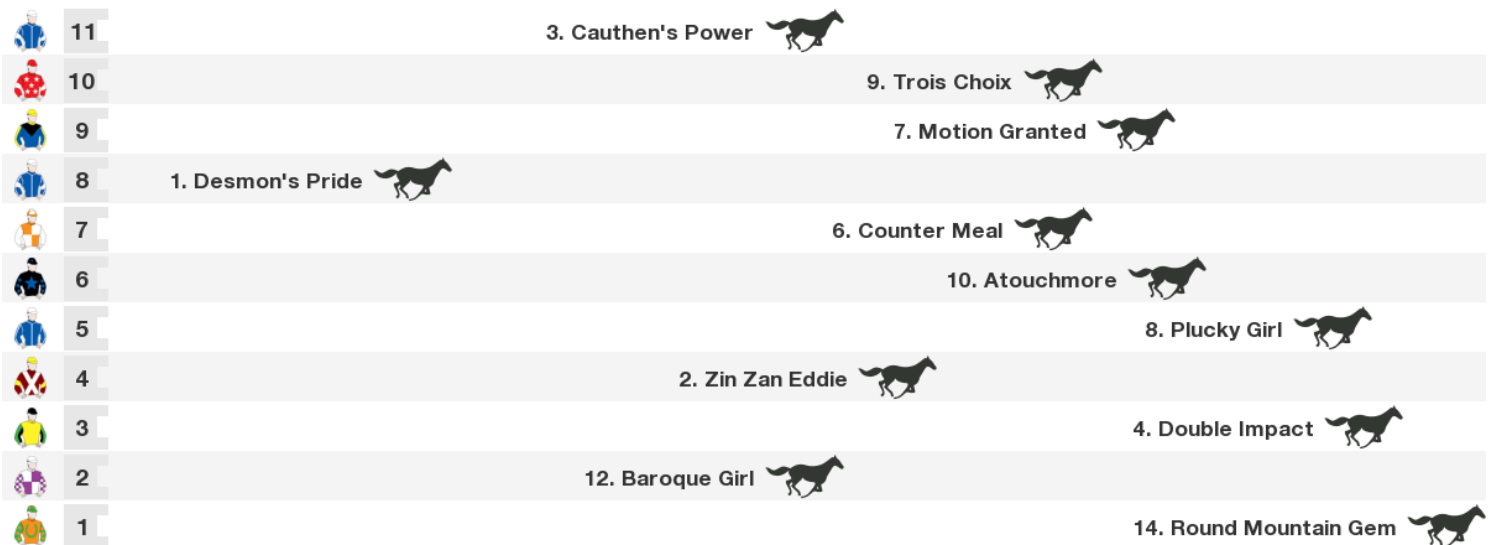 11 3. Cauthen's Power
10 9. Trois Choix
9 7. Motion Granted
8 1. Desmon's Pride
7 6. Counter Meal
6 10. Atouchmore
5 8. Plucky Girl
4 2. Zin Zan Eddie
3 4. Double Impact
2 12. Baroque Girl
1 14. Round Mountain Gem